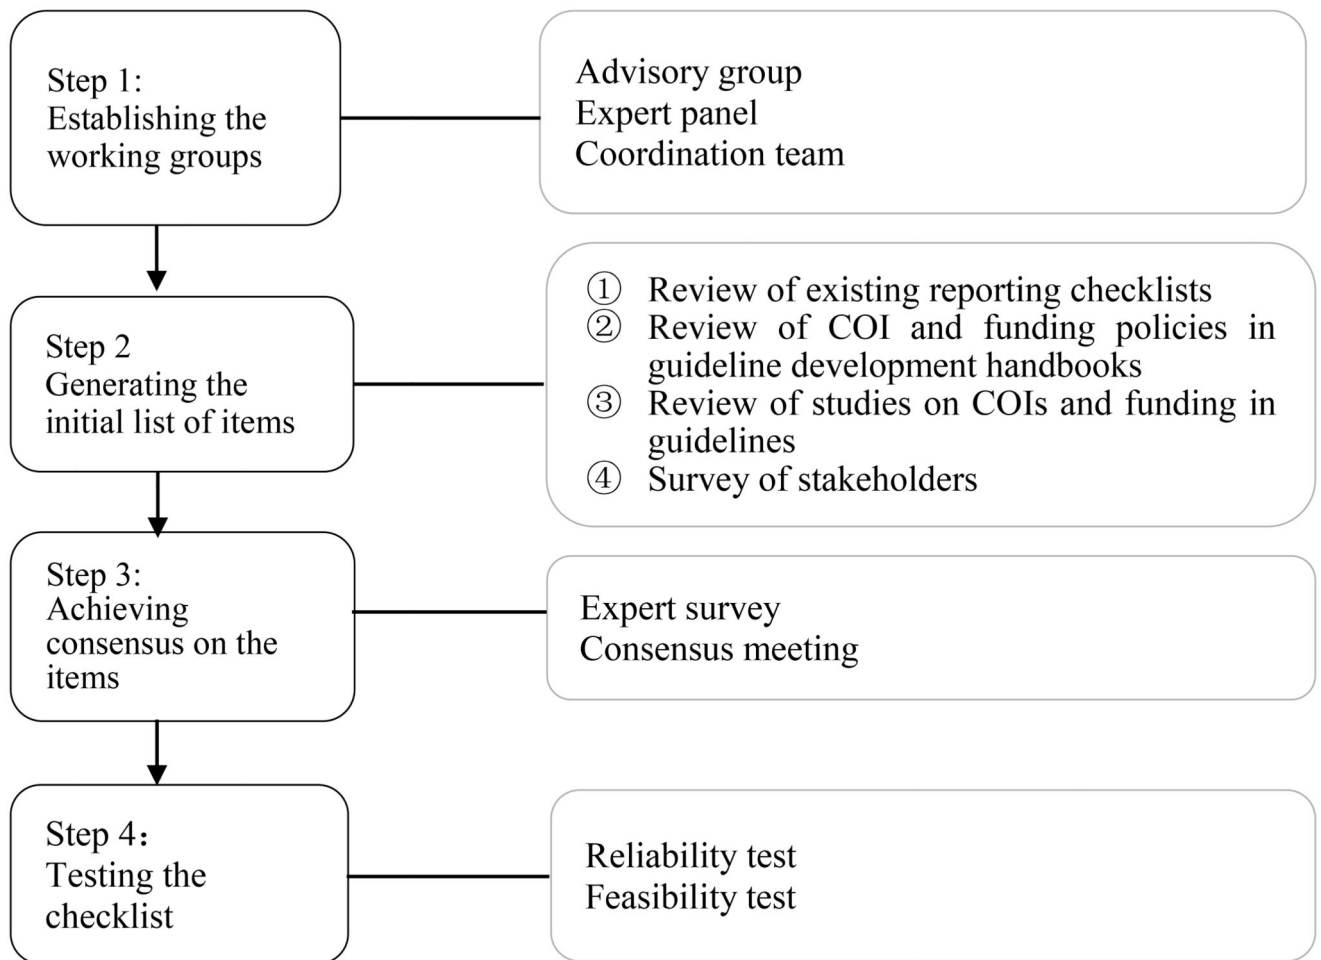 Step 1:
Establishing the
working groups
Advisory group
Expert panel
Coordination team
Step 2
Generating the
initial list of items
① Review of existing reporting checklists
② Review of COI and funding policies in
guideline development handbooks
③ Review of studies on COIs and funding in
guidelines
④ Survey of stakeholders
Step 3:
Achieving
consensus on the
items
Expert survey
Consensus meeting
Step 4：
Testing the
checklist
Reliability test
Feasibility test